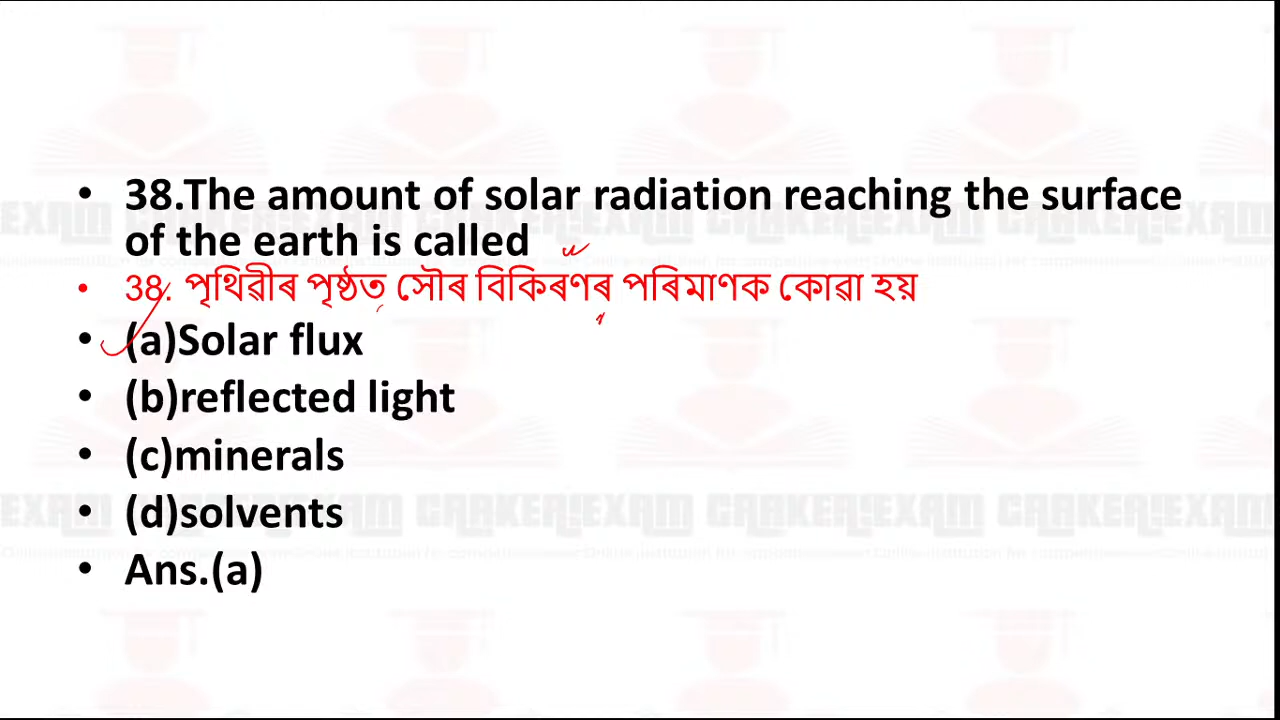 • 38.The amount of solar radiation reaching the surface
of the earth is called
• 38. পৃথিৱীৰ পৃষ্ঠত সৌৰ বিকিৰণৰ পৰিমাণক কোৱা হয়
• (a)Solar flux
• (b)reflected light
• (c)minerals
• (d)solvents
• Ans.(a)